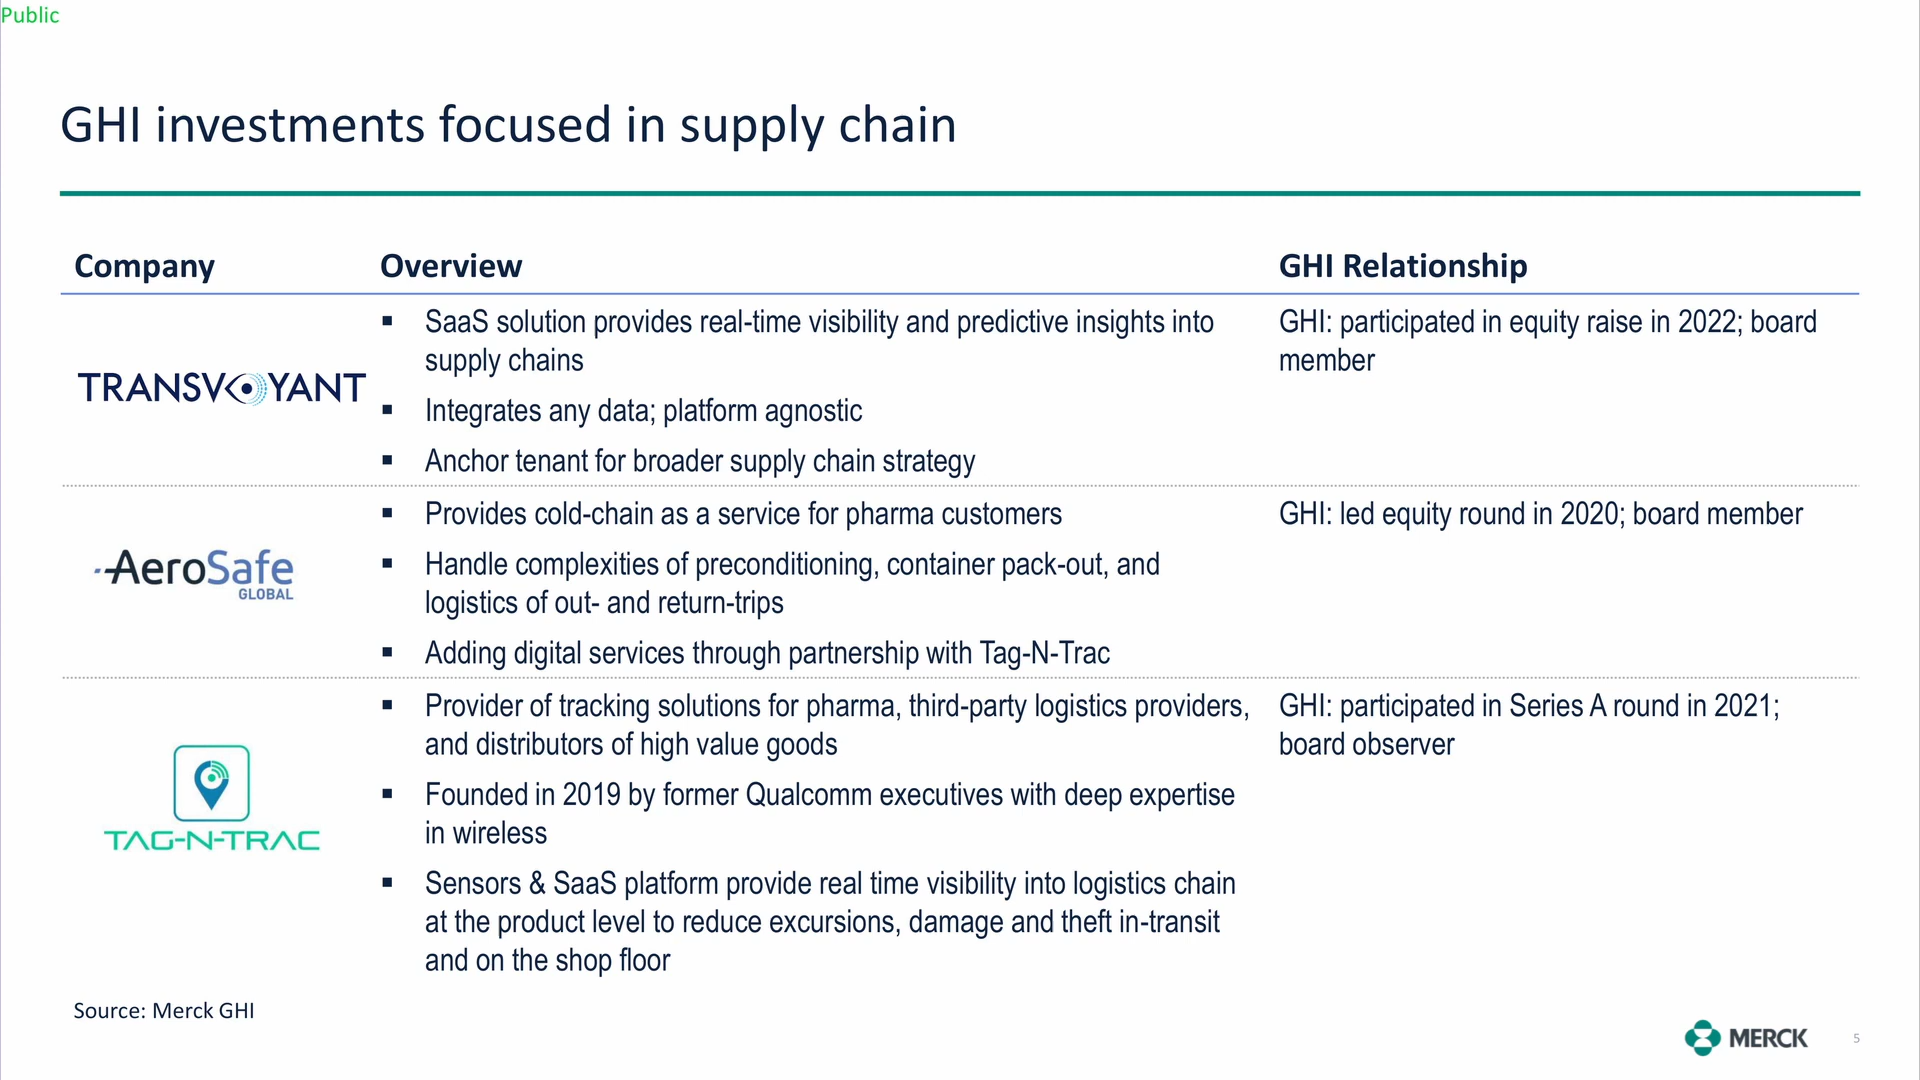 Public
GHI investments focused in supply chain
Company
Overview
GHI Relationship
TRANSVOYANT
▪ SaaS solution provides real-time visibility and predictive insights into
supply chains
▪ Integrates any data; platform agnostic
▪ Anchor tenant for broader supply chain strategy
GHI: participated in equity raise in 2022; board
member
AeroSafe
GLOBAL
▪ Provides cold-chain as a service for pharma customers
▪ Handle complexities of preconditioning, container pack-out, and
logistics of out- and return-trips
▪ Adding digital services through partnership with Tag-N-Trac
GHI: led equity round in 2020; board member
TAG-N-TRAC
▪ Provider of tracking solutions for pharma, third-party logistics providers,
and distributors of high value goods
▪ Founded in 2019 by former Qualcomm executives with deep expertise
in wireless
▪ Sensors & SaaS platform provide real time visibility into logistics chain
at the product level to reduce excursions, damage and theft in-transit
and on the shop floor
GHI: participated in Series A round in 2021;
board observer
Source: Merck GHI
MERCK
5